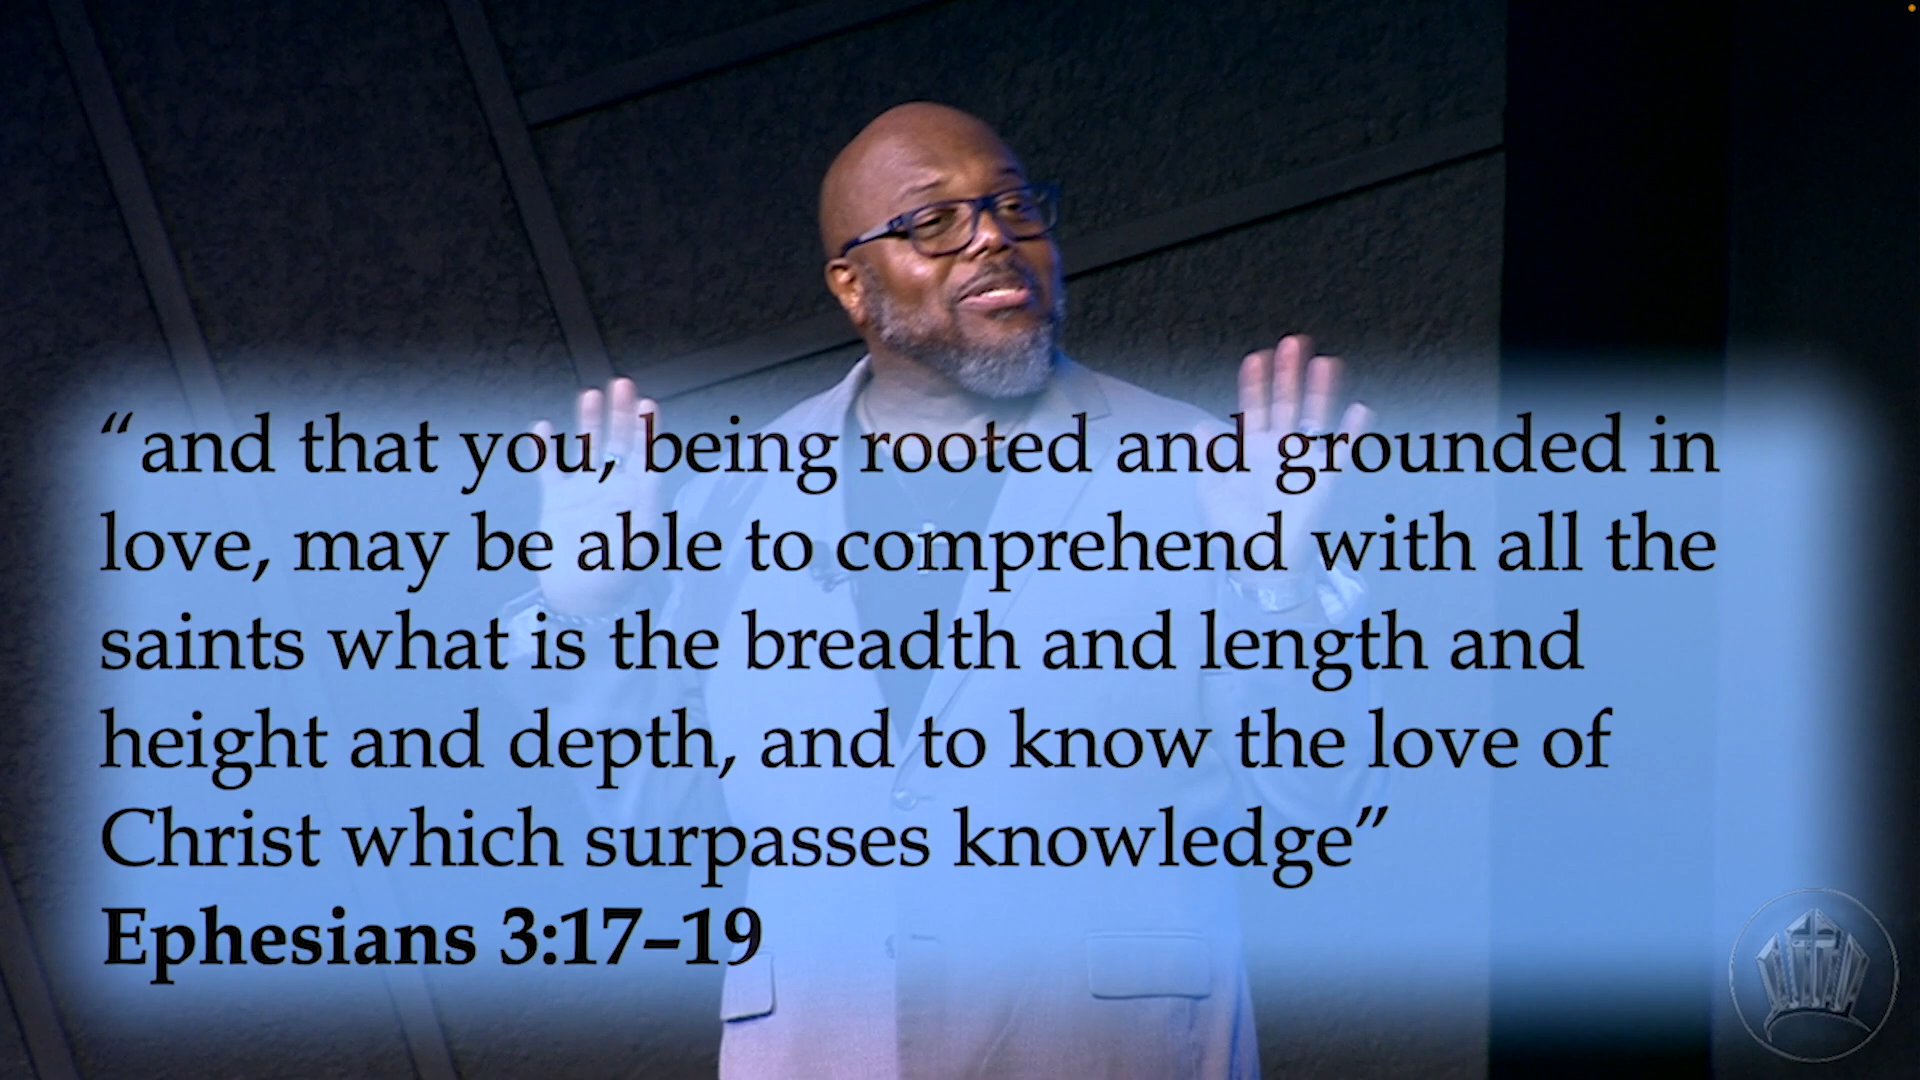 “and that you, being rooted and grounded in
love, may be able to comprehend with all the
saints what is the breadth and length and
height and depth, and to know the love of
Christ which surpasses knowledge”
Ephesians 3:17–19